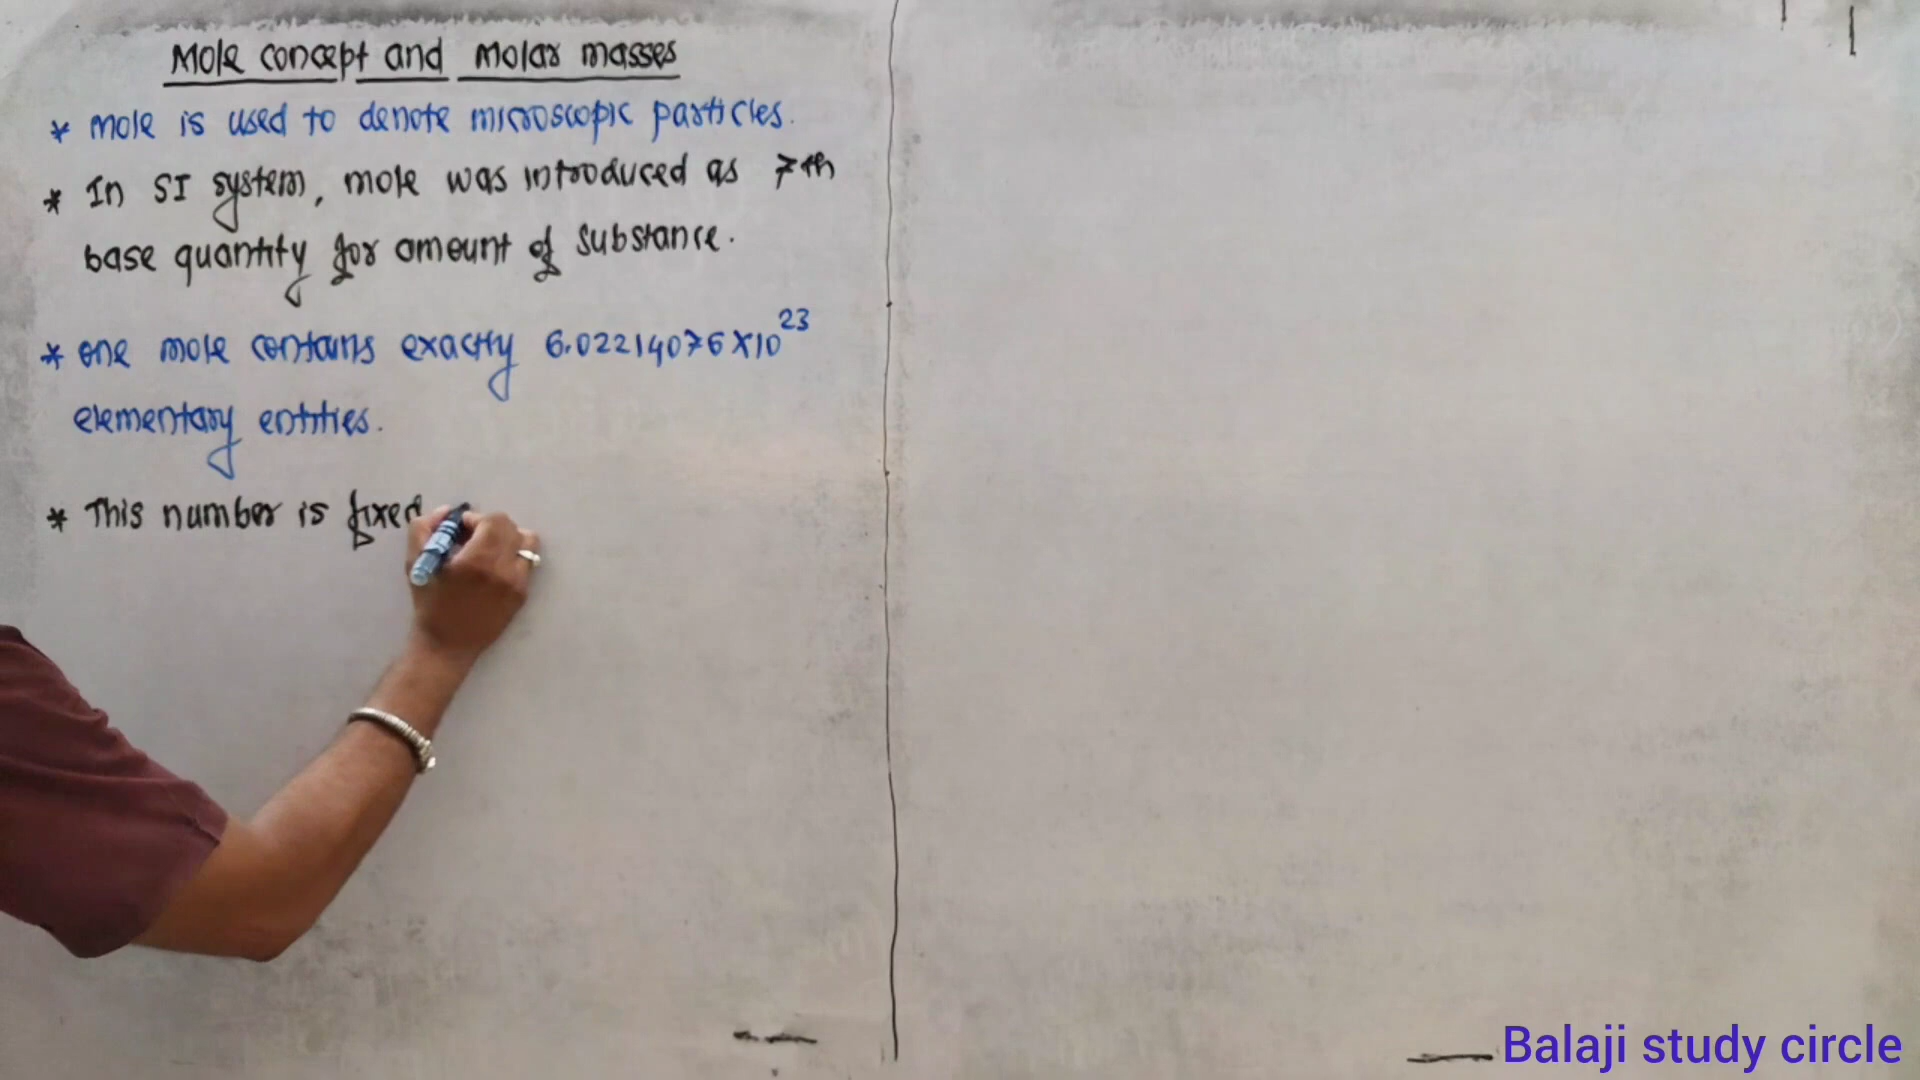 Mole concept and molar masses
* mole is used to denote microscopic particles.
* In SI system, mole was introduced as 7th
base quantity for amount of substance.
* one mole contains exactly 6.02214076×10²³
elementary entities.
* This number is fixed
Balaji study circle